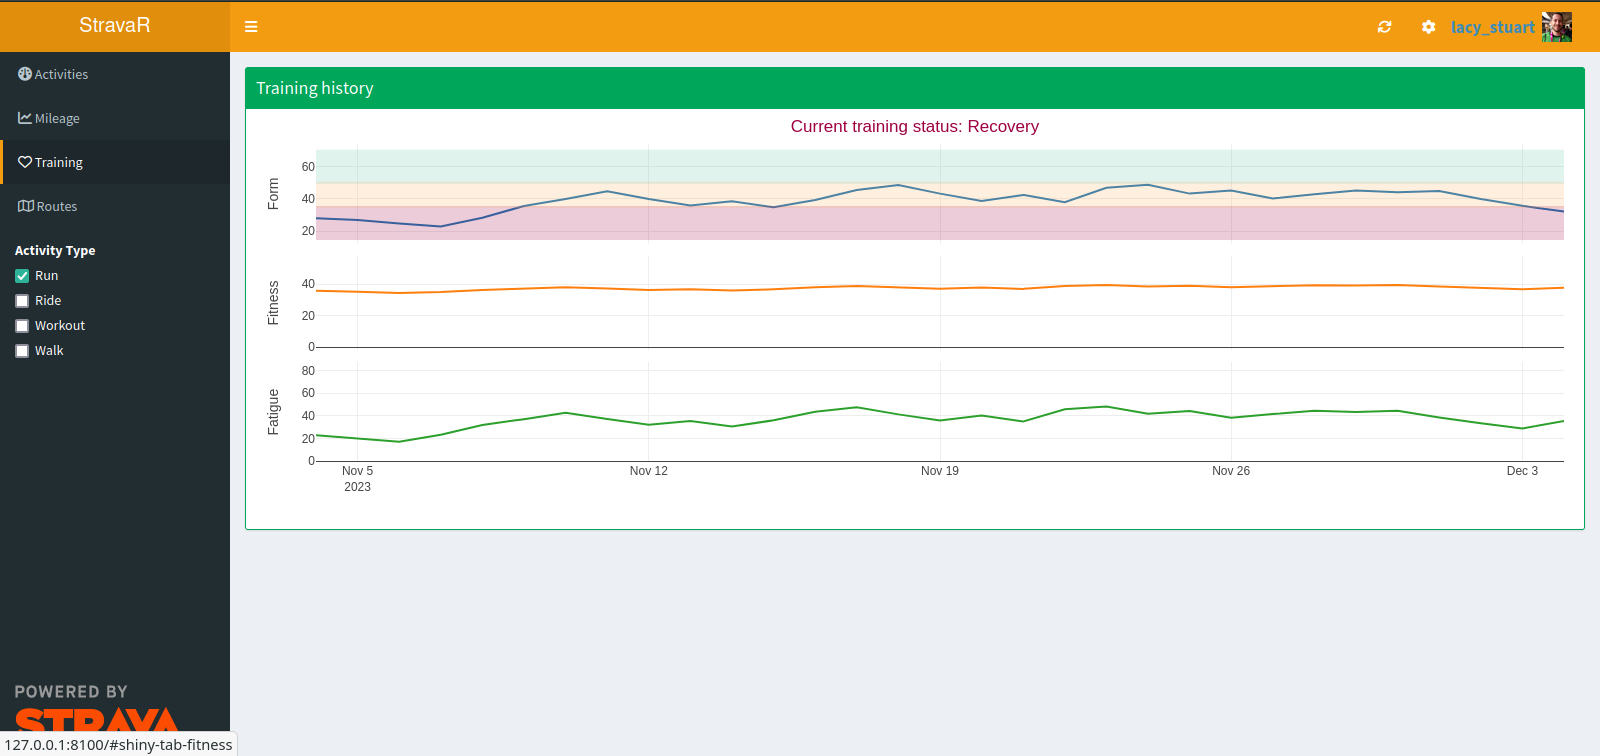 StravaR
lacy_stuart
Activities
Mileage
Training
Routes
Activity Type
Run
Ride
Workout
Walk
POWERED BY
STRAVA
127.0.0.1:8100/#shiny-tab-fitness
Training history
Current training status: Recovery
Form
60
40
20
Fitness
40
20
0
Fatigue
80
60
40
20
0
Nov 5
2023
Nov 12
Nov 19
Nov 26
Dec 3